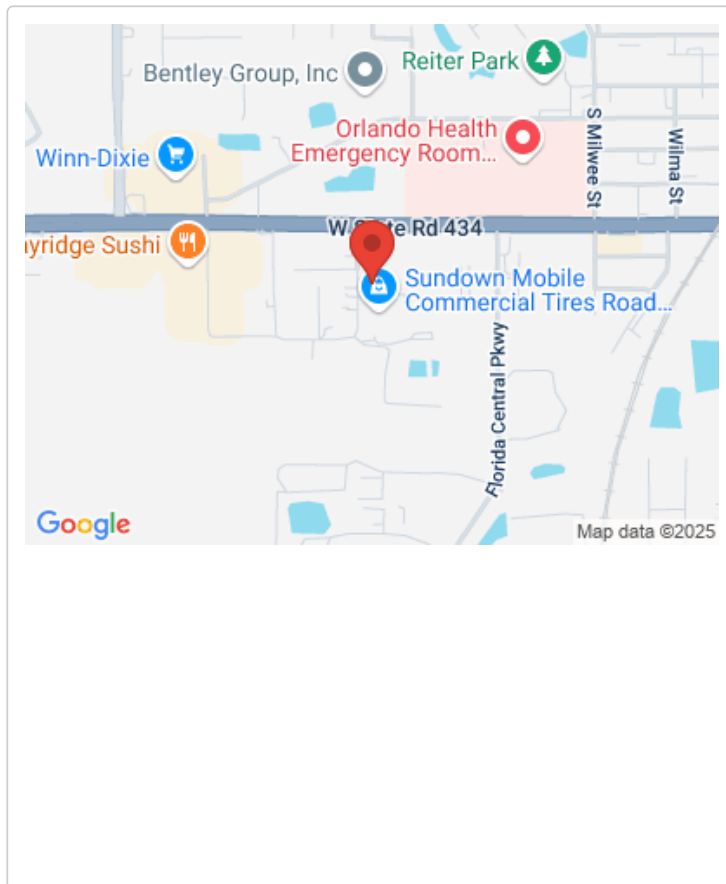 Bentley Group, Inc
Reiter Park
Orlando Health
Emergency Room...
S Milwee St
Wilma St
Winn-Dixie
W State Rd 434
yridge Sushi
Sundown Mobile
Commercial Tires Road...
Florida Central Pkwy
Google
Map data ©2025